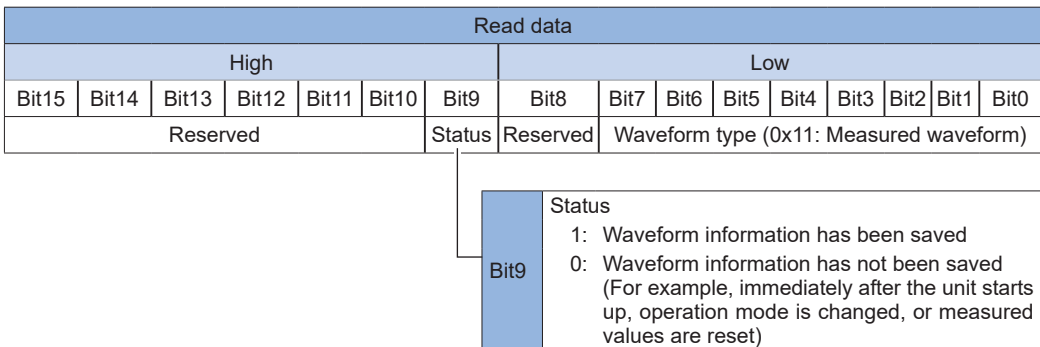 Read data
High Low
Bit15 Bit14 Bit13 Bit12 Bit11 Bit10 Bit9 Bit8 Bit7 Bit6 Bit5 Bit4 Bit3 Bit2 Bit1 Bit0
Reserved Status Reserved Waveform type (0x11: Measured waveform)
Status
1: Waveform information has been saved
Bit9
0: Waveform information has not been saved
(For example, immediately after the unit starts
up, operation mode is changed, or measured
values are reset)